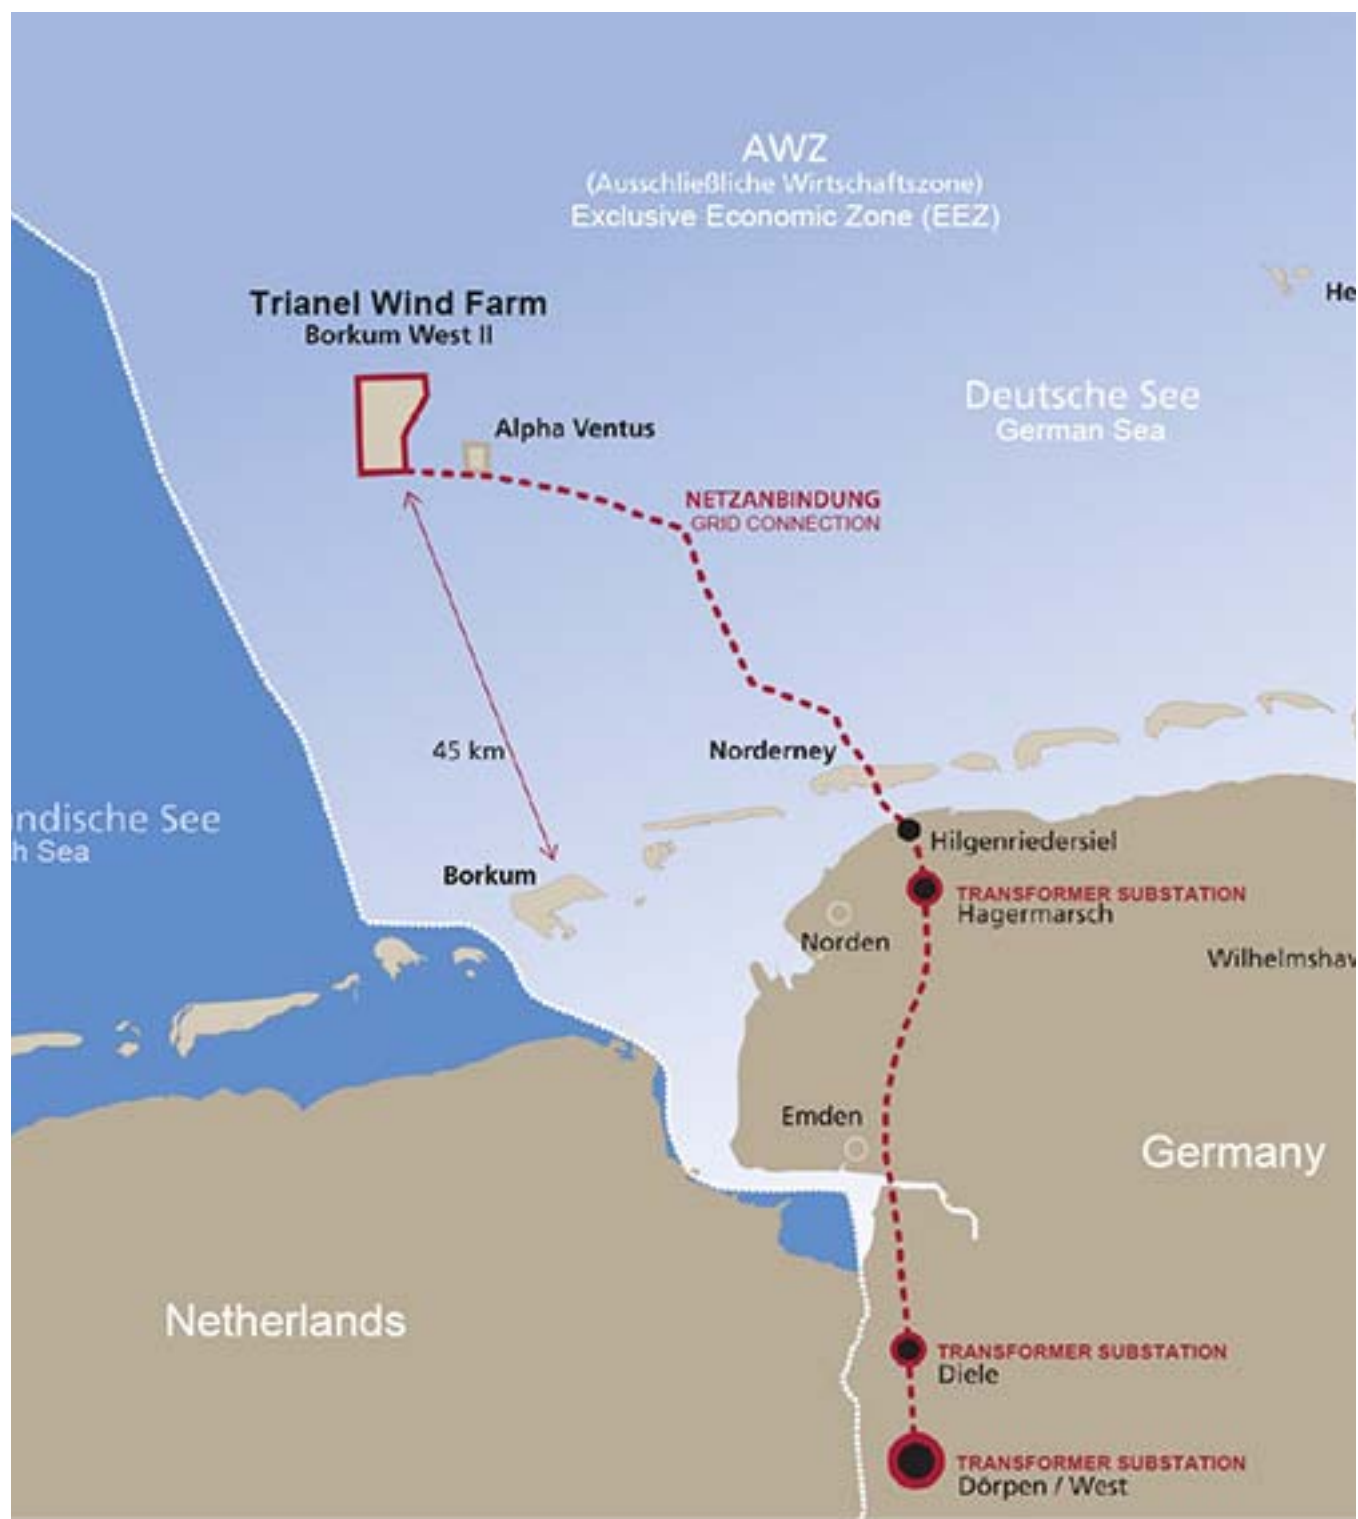 AWZ
(Ausschließliche Wirtschaftszone)
Exclusive Economic Zone (EEZ)
Trianel Wind Farm
Borkum West II
He
Deutsche See
German Sea
Alpha Ventus
NETZANBINDUNG
GRID CONNECTION
45 km
Norderney
ndische See
h Sea
Hilgenriedersiel
Borkum
TRANSFORMER SUBSTATION
Hagermarsch
Norden
Wilhelmshav
Emden
Germany
Netherlands
TRANSFORMER SUBSTATION
Diele
TRANSFORMER SUBSTATION
Dörpen / West